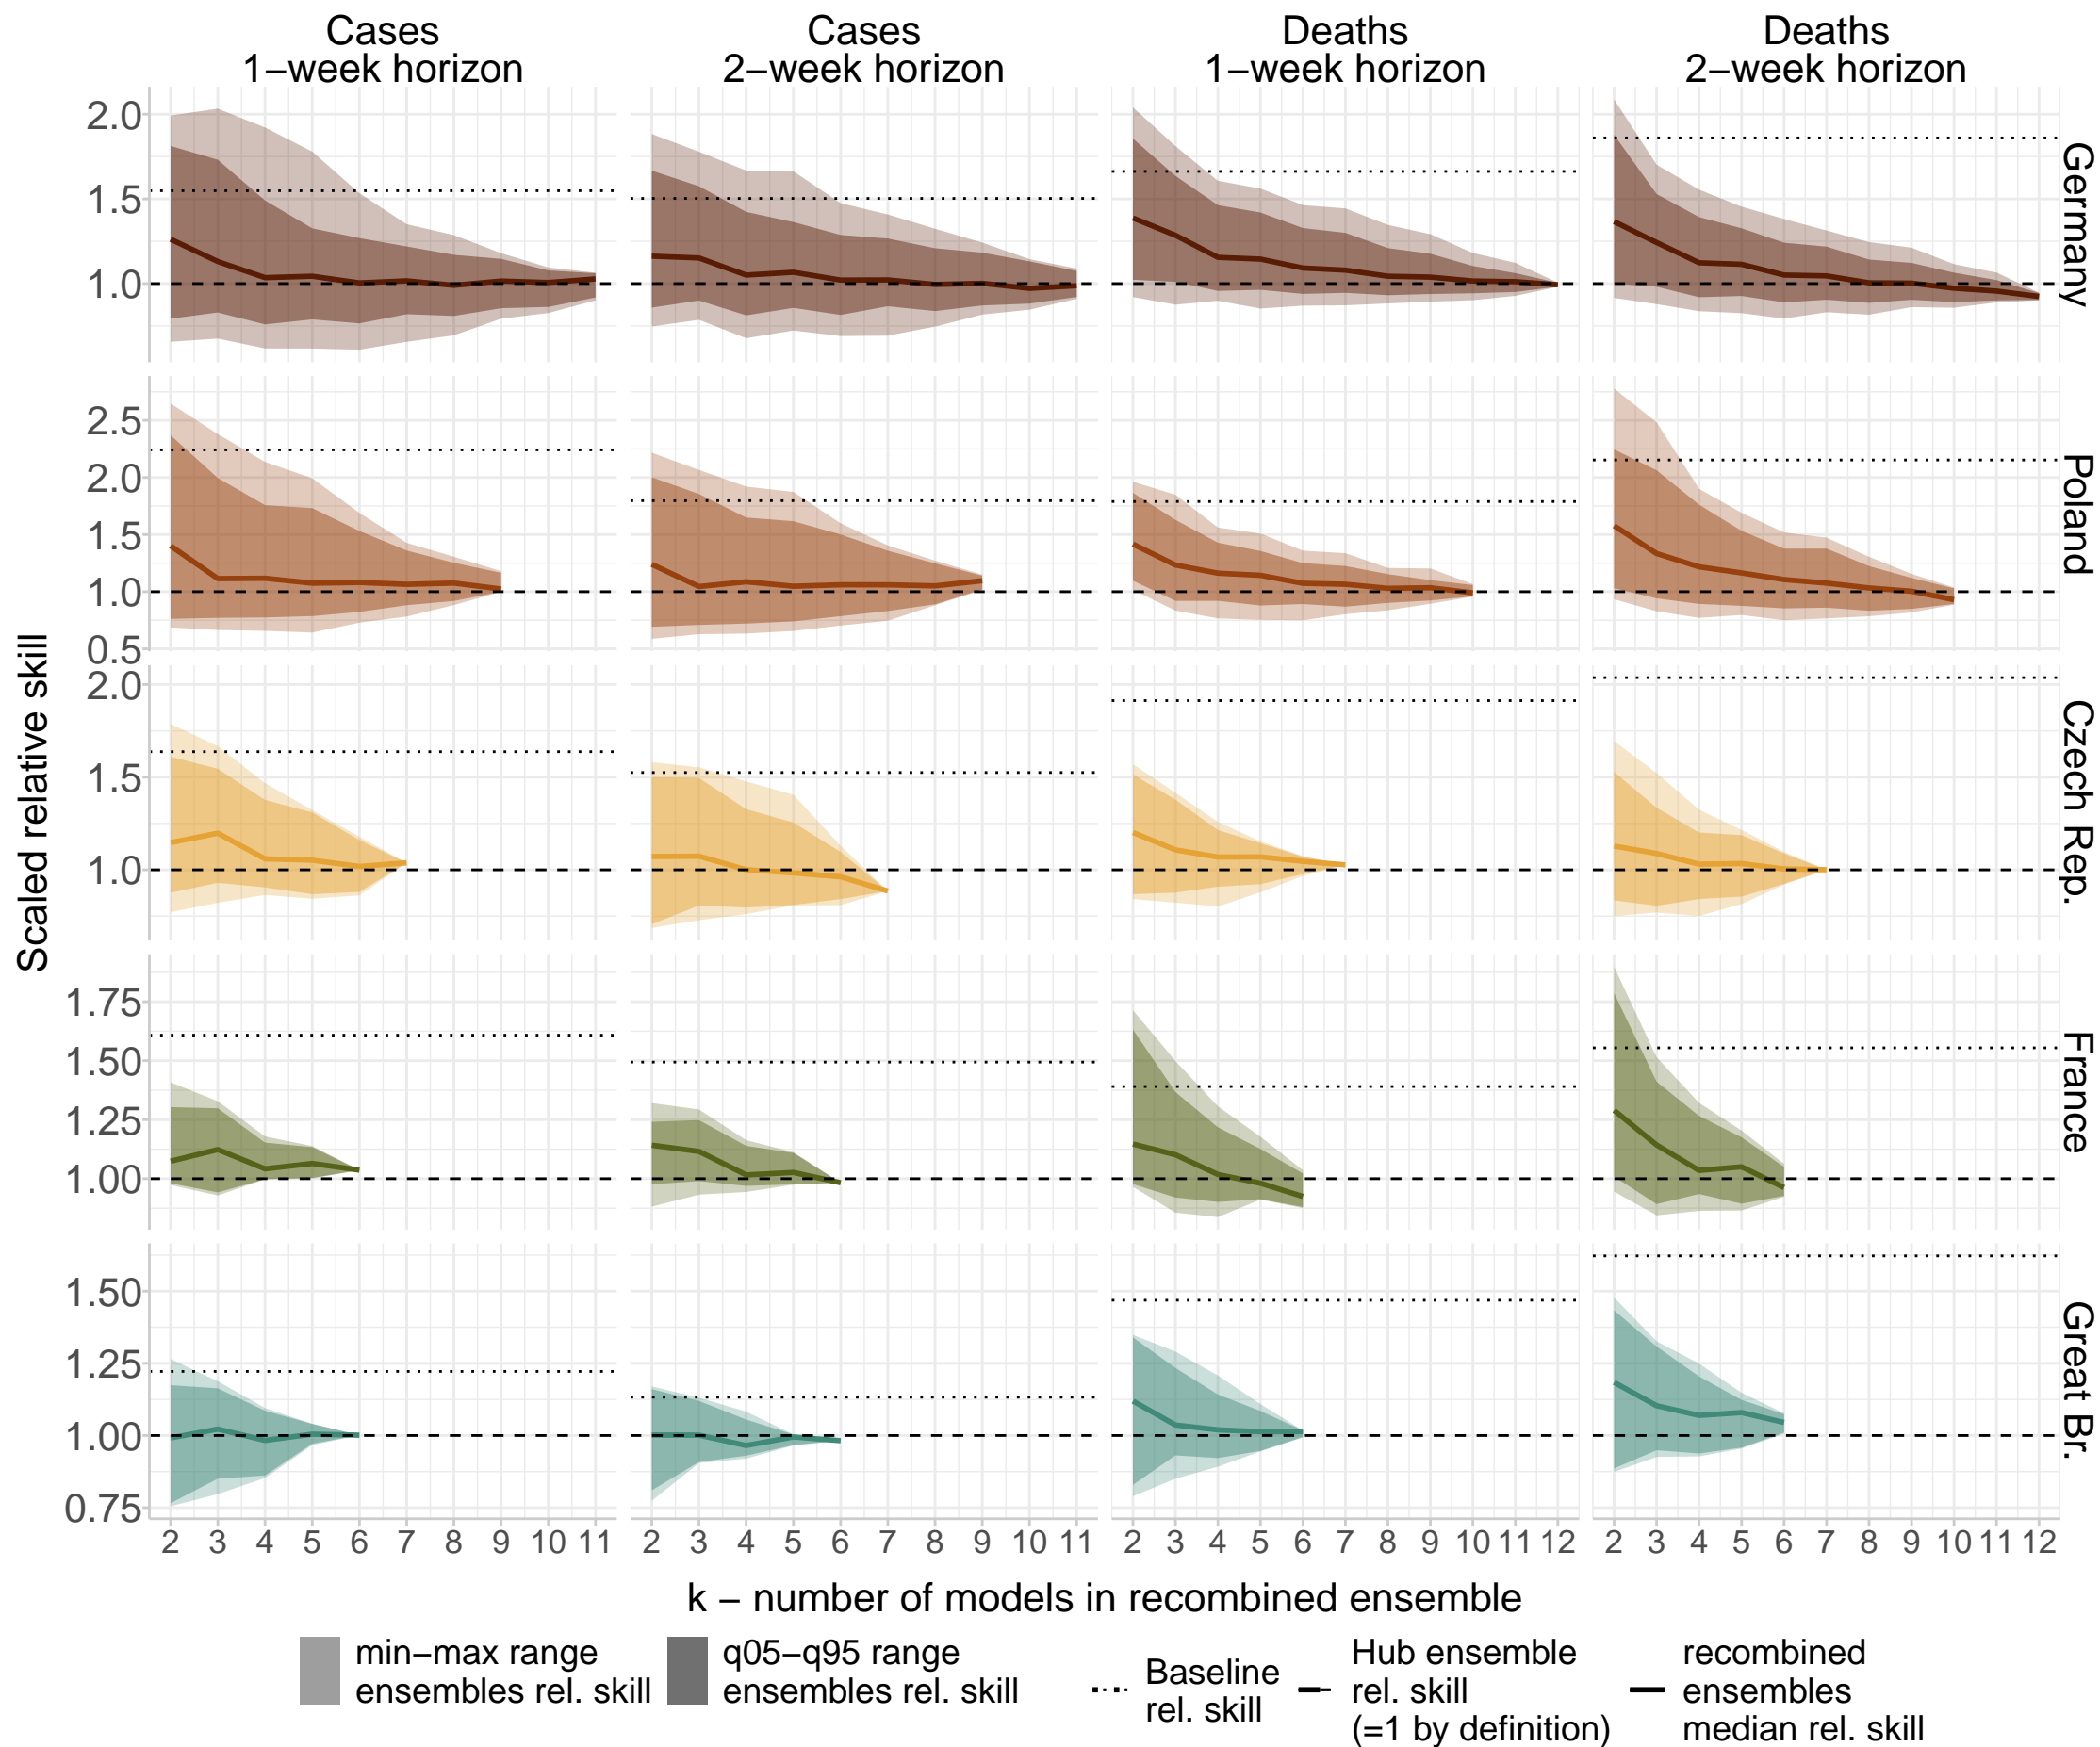 Cases
1−week horizon
Cases
2−week horizon
Deaths
1−week horizon
Deaths
2−week horizon
2.0
1.5
1.0
Germany
2.5
2.0
1.5
1.0
0.5
Poland
2.0
1.5
1.0
Czech Rep.
1.75
1.50
1.25
1.00
France
1.50
1.25
1.00
0.75
Great Br.
Scaled relative skill
2 3 4 5 6 7 8 9 10 11
2 3 4 5 6 7 8 9 10 11
2 3 4 5 6 7 8 9 10 11 12
2 3 4 5 6 7 8 9 10 11 12
k − number of models in recombined ensemble
min−max range
ensembles rel. skill
q05−q95 range
ensembles rel. skill
Baseline
rel. skill
Hub ensemble
rel. skill
(=1 by definition)
recombined
ensembles
median rel. skill